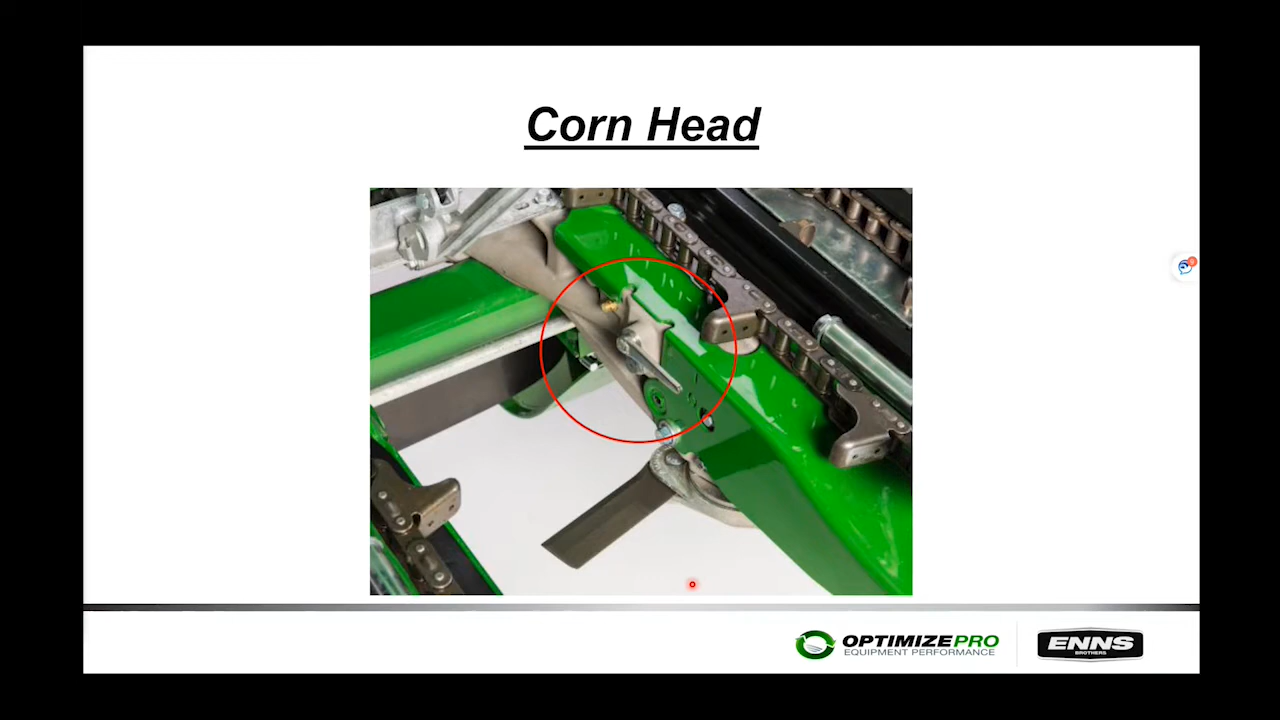 Corn Head
OPTIMIZEPRO
EQUIPMENT PERFORMANCE
ENNS
BROTHERS